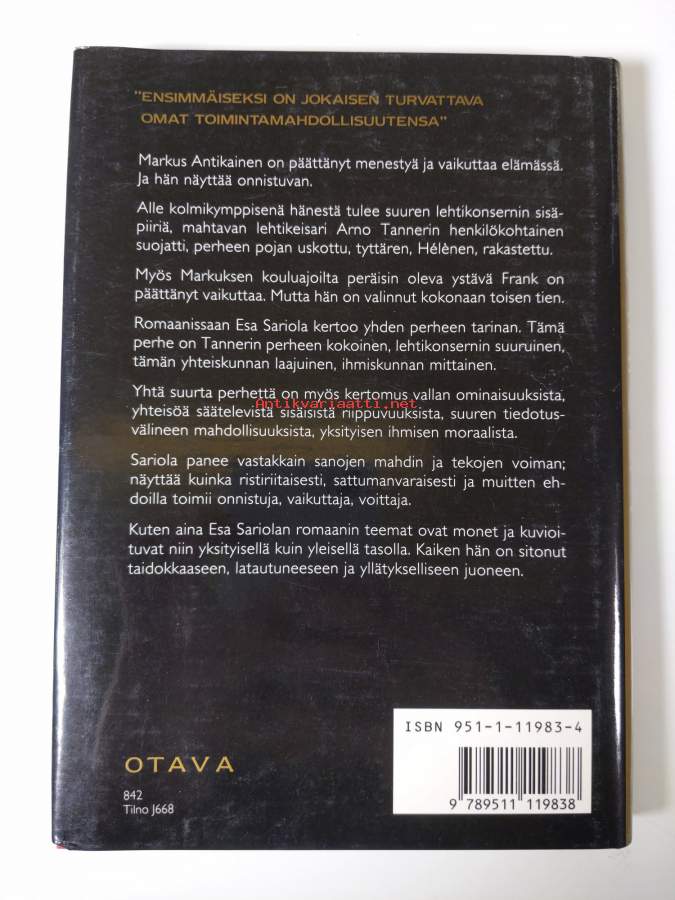 "ENSIMMÄISEKSI ON JOKAISEN TURVATTAVA
OMAT TOIMINTAMAHDOLLISUUTENSA"
Markus Antikainen on päättänyt menestyä ja vaikuttaa elämässä.
Ja hän näyttää onnistuvan.
Alle kolmikymppisenä hänestä tulee suuren lehtikonsernin sisä-
piiriä, mahtavan lehtikeisari Arno Tannerin henkilökohtainen
suojatti, perheen pojan uskottu, tyttären, Hélènen, rakastettu.
Myös Markuksen kouluajoilta peräisin oleva ystävä Frank on
päättänyt vaikuttaa. Mutta hän on valinnut kokonaan toisen tien.
Romaanissaan Esa Sariola kertoo yhden perheen tarinan. Tämä
perhe on Tannerin perheen kokoinen, lehtikonsernin suuruinen,
tämän yhteiskunnan laajuinen, ihmiskunnan mittainen.
Yhtä suurta perhettä on myös kertomus vallan ominaisuuksista,
Antikvariaatti.net
yhteisöä säätelevistä sisäisistä riippuvuuksista, suuren tiedotus-
välineen mahdollisuuksista, yksityisen ihmisen moraalista.
Sariola panee vastakkain sanojen mahdin ja tekojen voiman;
näyttää kuinka ristiriitaisesti, sattumanvaraisesti ja muitten eh-
doilla toimii onnistuja, vaikuttaja, voittaja.
Kuten aina Esa Sariolan romaanin teemat ovat monet ja kuvioi-
tuvat niin yksityisellä kuin yleisellä tasolla. Kaiken hän on sitonut
taidokkaaseen, latautuneeseen ja yllätykselliseen juoneen.
ISBN 951-1-11983-4
OTAVA
842
Tilno J668
9 789511 119838